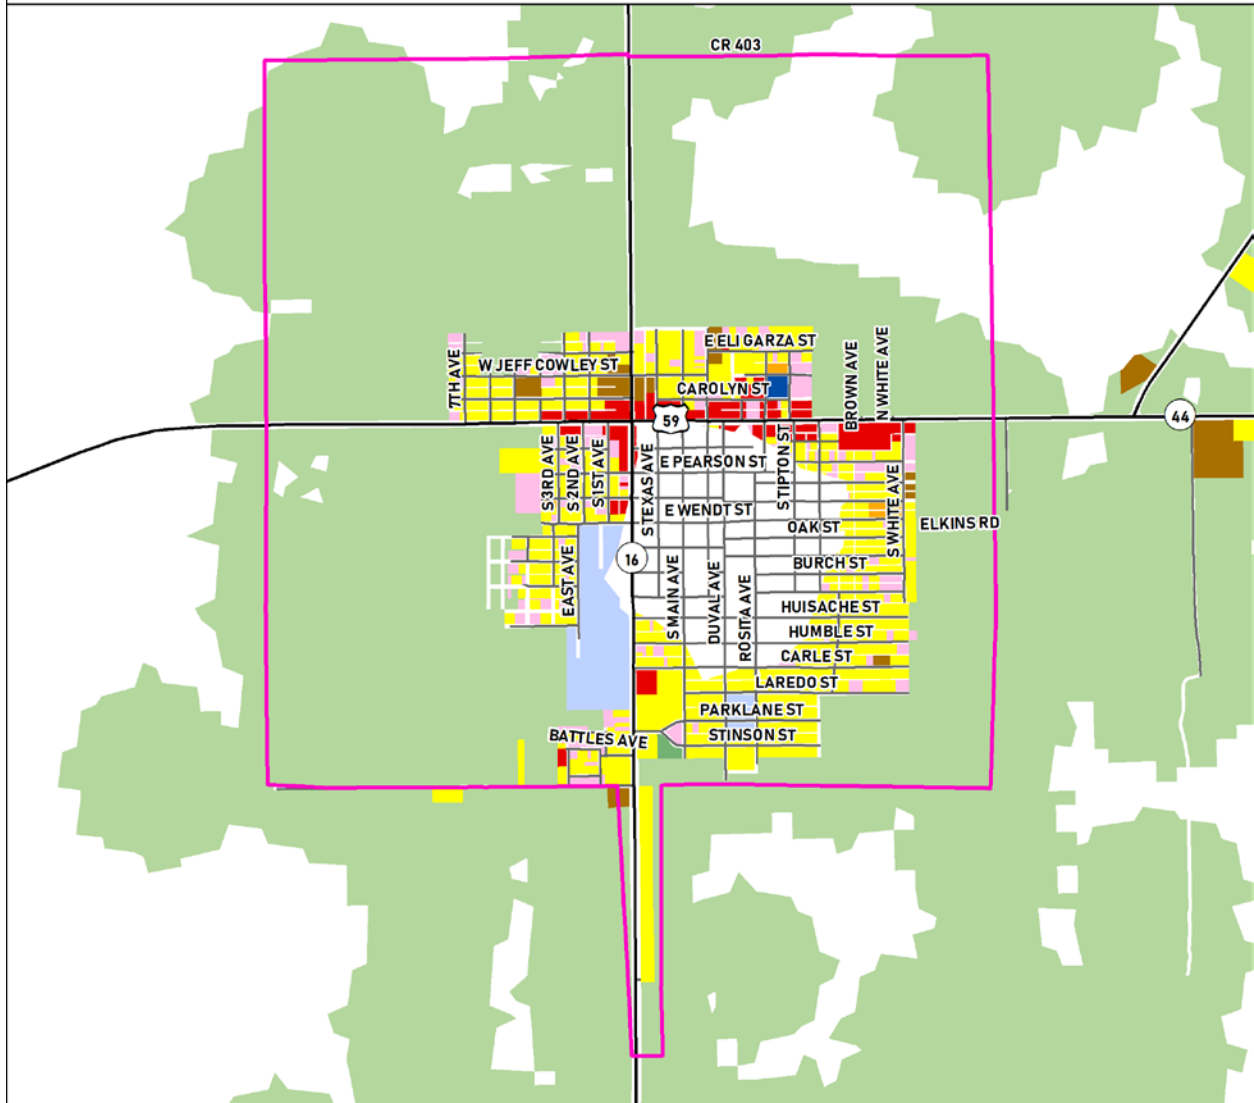 CR 403
E ELI GARZA ST
BROWN AVE
N WHITE AVE
7TH AVE
W JEFF COWLEY ST
CAROLYN ST
59
44
S 3RD AVE
S 2ND AVE
S 1ST AVE
S TEXAS AVE
E PEARSON ST
S TIPTON ST
E WENDT ST
S WHITE AVE
OAK ST
ELKINS RD
16
EAST AVE
S MAIN AVE
DUVAL AVE
ROSITA AVE
BURCH ST
HUISACHE ST
HUMBLE ST
CARLE ST
LAREDO ST
PARKLANE ST
BATTLES AVE
STINSON ST